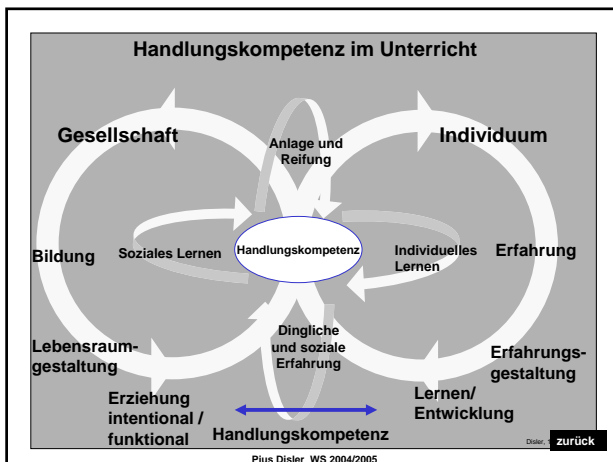 Handlungskompetenz im Unterricht
Gesellschaft
Individuum
Anlage und
Reifung
Bildung
Soziales Lernen
Handlungskompetenz
Individuelles
Lernen
Erfahrung
Dingliche
und soziale
Erfahrung
Lebensraum-
gestaltung
Erfahrungs-
gestaltung
Erziehung
intentional /
funktional
Lernen/
Entwicklung
Handlungskompetenz
Disler,
zurück
Pius Disler WS 2004/2005